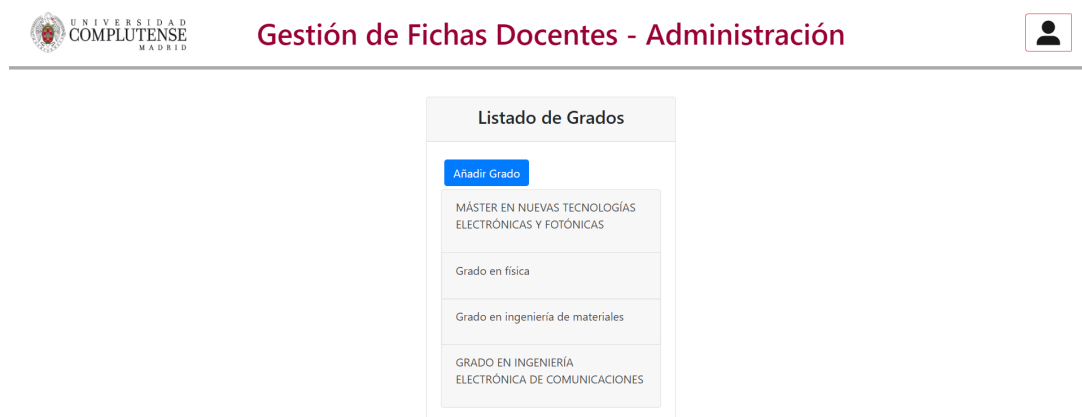 UNIVERSIDAD
COMPLUTENSE
MADRID
Gestión de Fichas Docentes - Administración
Listado de Grados
Añadir Grado
MÁSTER EN NUEVAS TECNOLOGÍAS
ELECTRÓNICAS Y FOTÓNICAS
Grado en física
Grado en ingeniería de materiales
GRADO EN INGENIERÍA
ELECTRÓNICA DE COMUNICACIONES